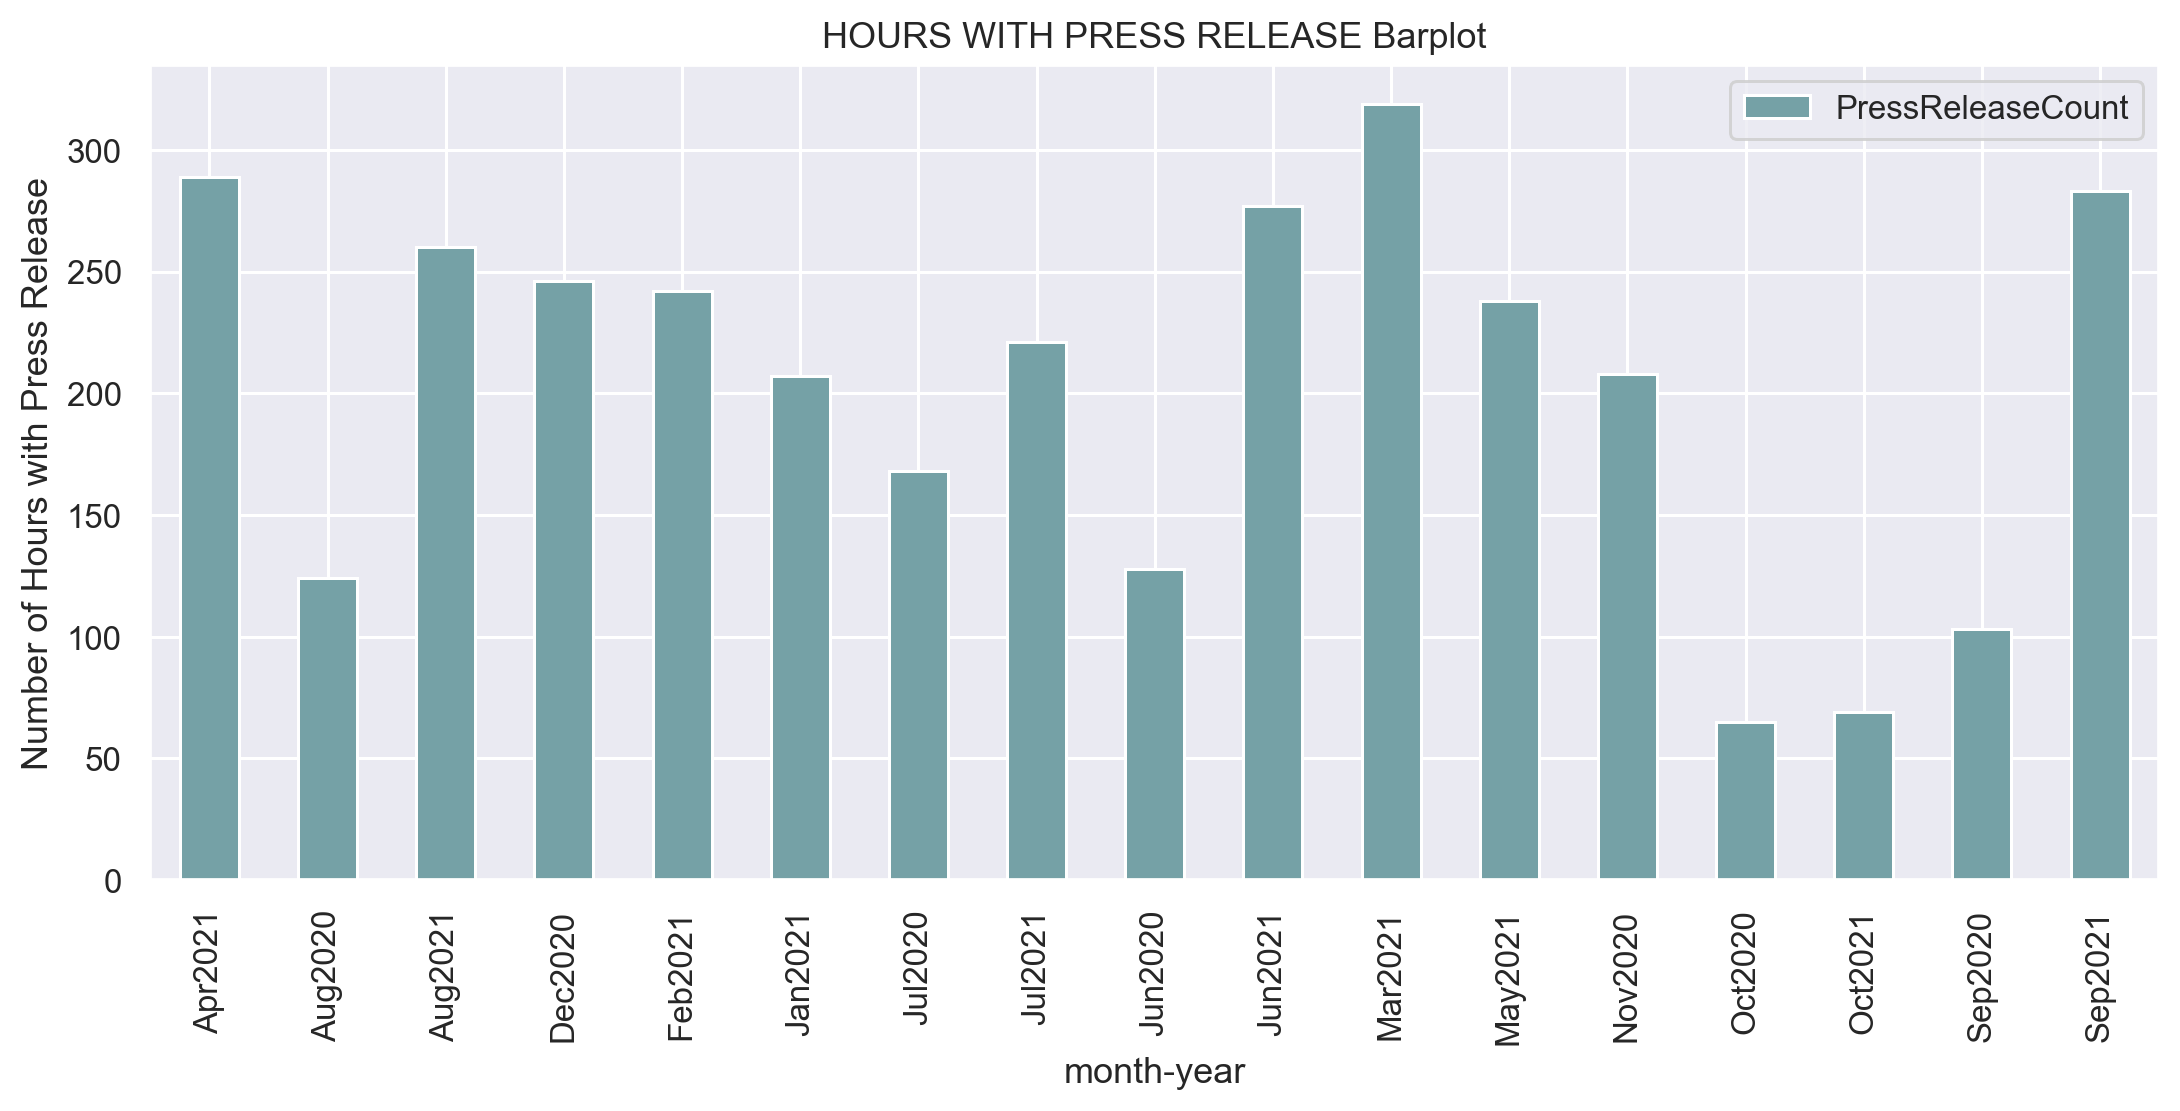 HOURS WITH PRESS RELEASE Barplot
PressReleaseCount
Number of Hours with Press Release
300
250
200
150
100
50
0
Apr2021
Aug2020
Aug2021
Dec2020
Feb2021
Jan2021
Jul2020
Jul2021
Jun2020
Jun2021
Mar2021
May2021
Nov2020
Oct2020
Oct2021
Sep2020
Sep2021
month-year